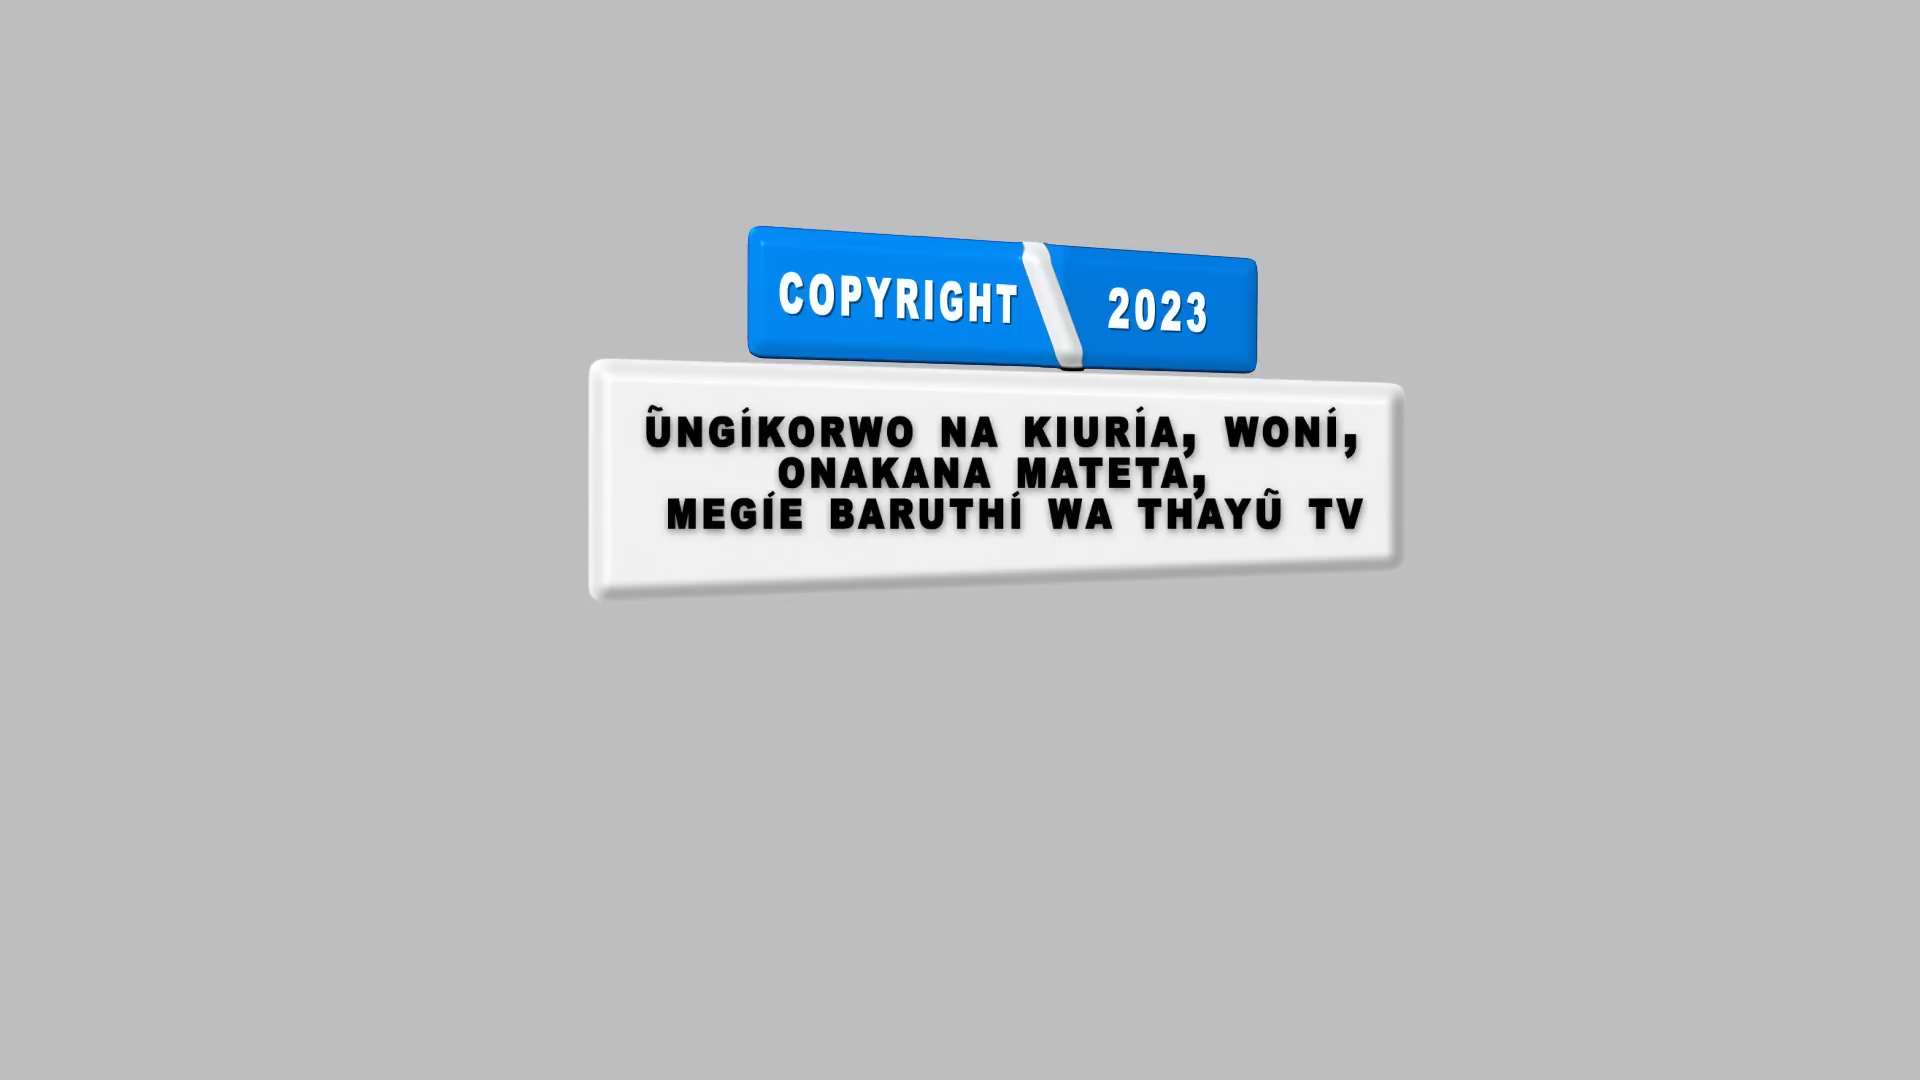 COPYRIGHT 2023
ŨNGÍKORWO NA KIURÍA, WONÍ,
ONAKANA MATETA,
MEGÍE BARUTHÍ WA THAYŨ TV